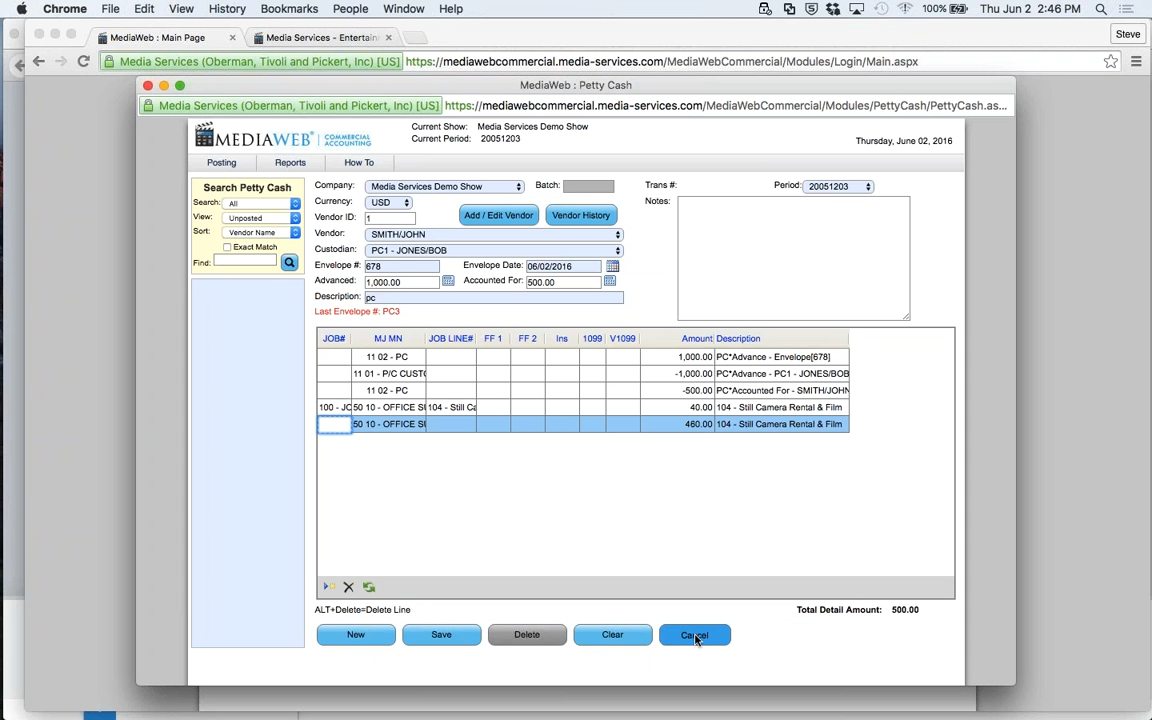 Chrome File Edit View History Bookmarks People Window Help 100% Thu Jun 2 2:46 PM
MediaWeb : Main Page Media Services - Entertain Steve
Media Services (Oberman, Tivoli and Pickert, Inc) [US] https://mediawebcommercial.media-services.com/MediaWebCommercial/Modules/Login/Main.aspx
MediaWeb : Petty Cash
Media Services (Oberman, Tivoli and Pickert, Inc) [US] https://mediawebcommercial.media-services.com/MediaWebCommercial/Modules/PettyCash/PettyCash.as...
MEDIAWEB® COMMERCIAL ACCOUNTING
Current Show: Media Services Demo Show
Current Period: 20051203
Thursday, June 02, 2016
Posting Reports How To
Search Petty Cash
Search: All
View: Unposted
Sort: Vendor Name
Exact Match
Find:
Company: Media Services Demo Show Batch: Trans #: Period: 20051203
Currency: USD Notes:
Vendor ID: 1 Add / Edit Vendor Vendor History
Vendor: SMITH/JOHN
Custodian: PC1 - JONES/BOB
Envelope #: 678 Envelope Date: 06/02/2016
Advanced: 1,000.00 Accounted For: 500.00
Description: pc
Last Envelope #: PC3
JOB# MJ MN JOB LINE# FF 1 FF 2 Ins 1099 V1099 Amount Description
11 02 - PC 1,000.00 PC*Advance - Envelope[678]
11 01 - P/C CUSTO -1,000.00 PC*Advance - PC1 - JONES/BOB
11 02 - PC -500.00 PC*Accounted For - SMITH/JOHN
100 - JO 50 10 - OFFICE SU 104 - Still Ca 40.00 104 - Still Camera Rental & Film
50 10 - OFFICE SU 460.00 104 - Still Camera Rental & Film
ALT+Delete=Delete Line Total Detail Amount: 500.00
New Save Delete Clear Cancel